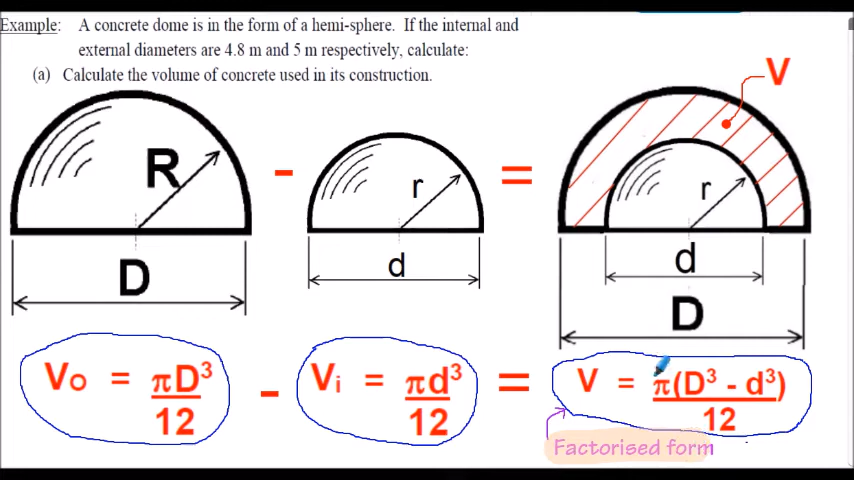 Example: A concrete dome is in the form of a hemi-sphere. If the internal and
external diameters are 4.8 m and 5 m respectively, calculate:
(a) Calculate the volume of concrete used in its construction.
V
R - r = r
D d d
D
Vo = πD³/12 - Vi = πd³/12 = V = π(D³ - d³)/12
Factorised form